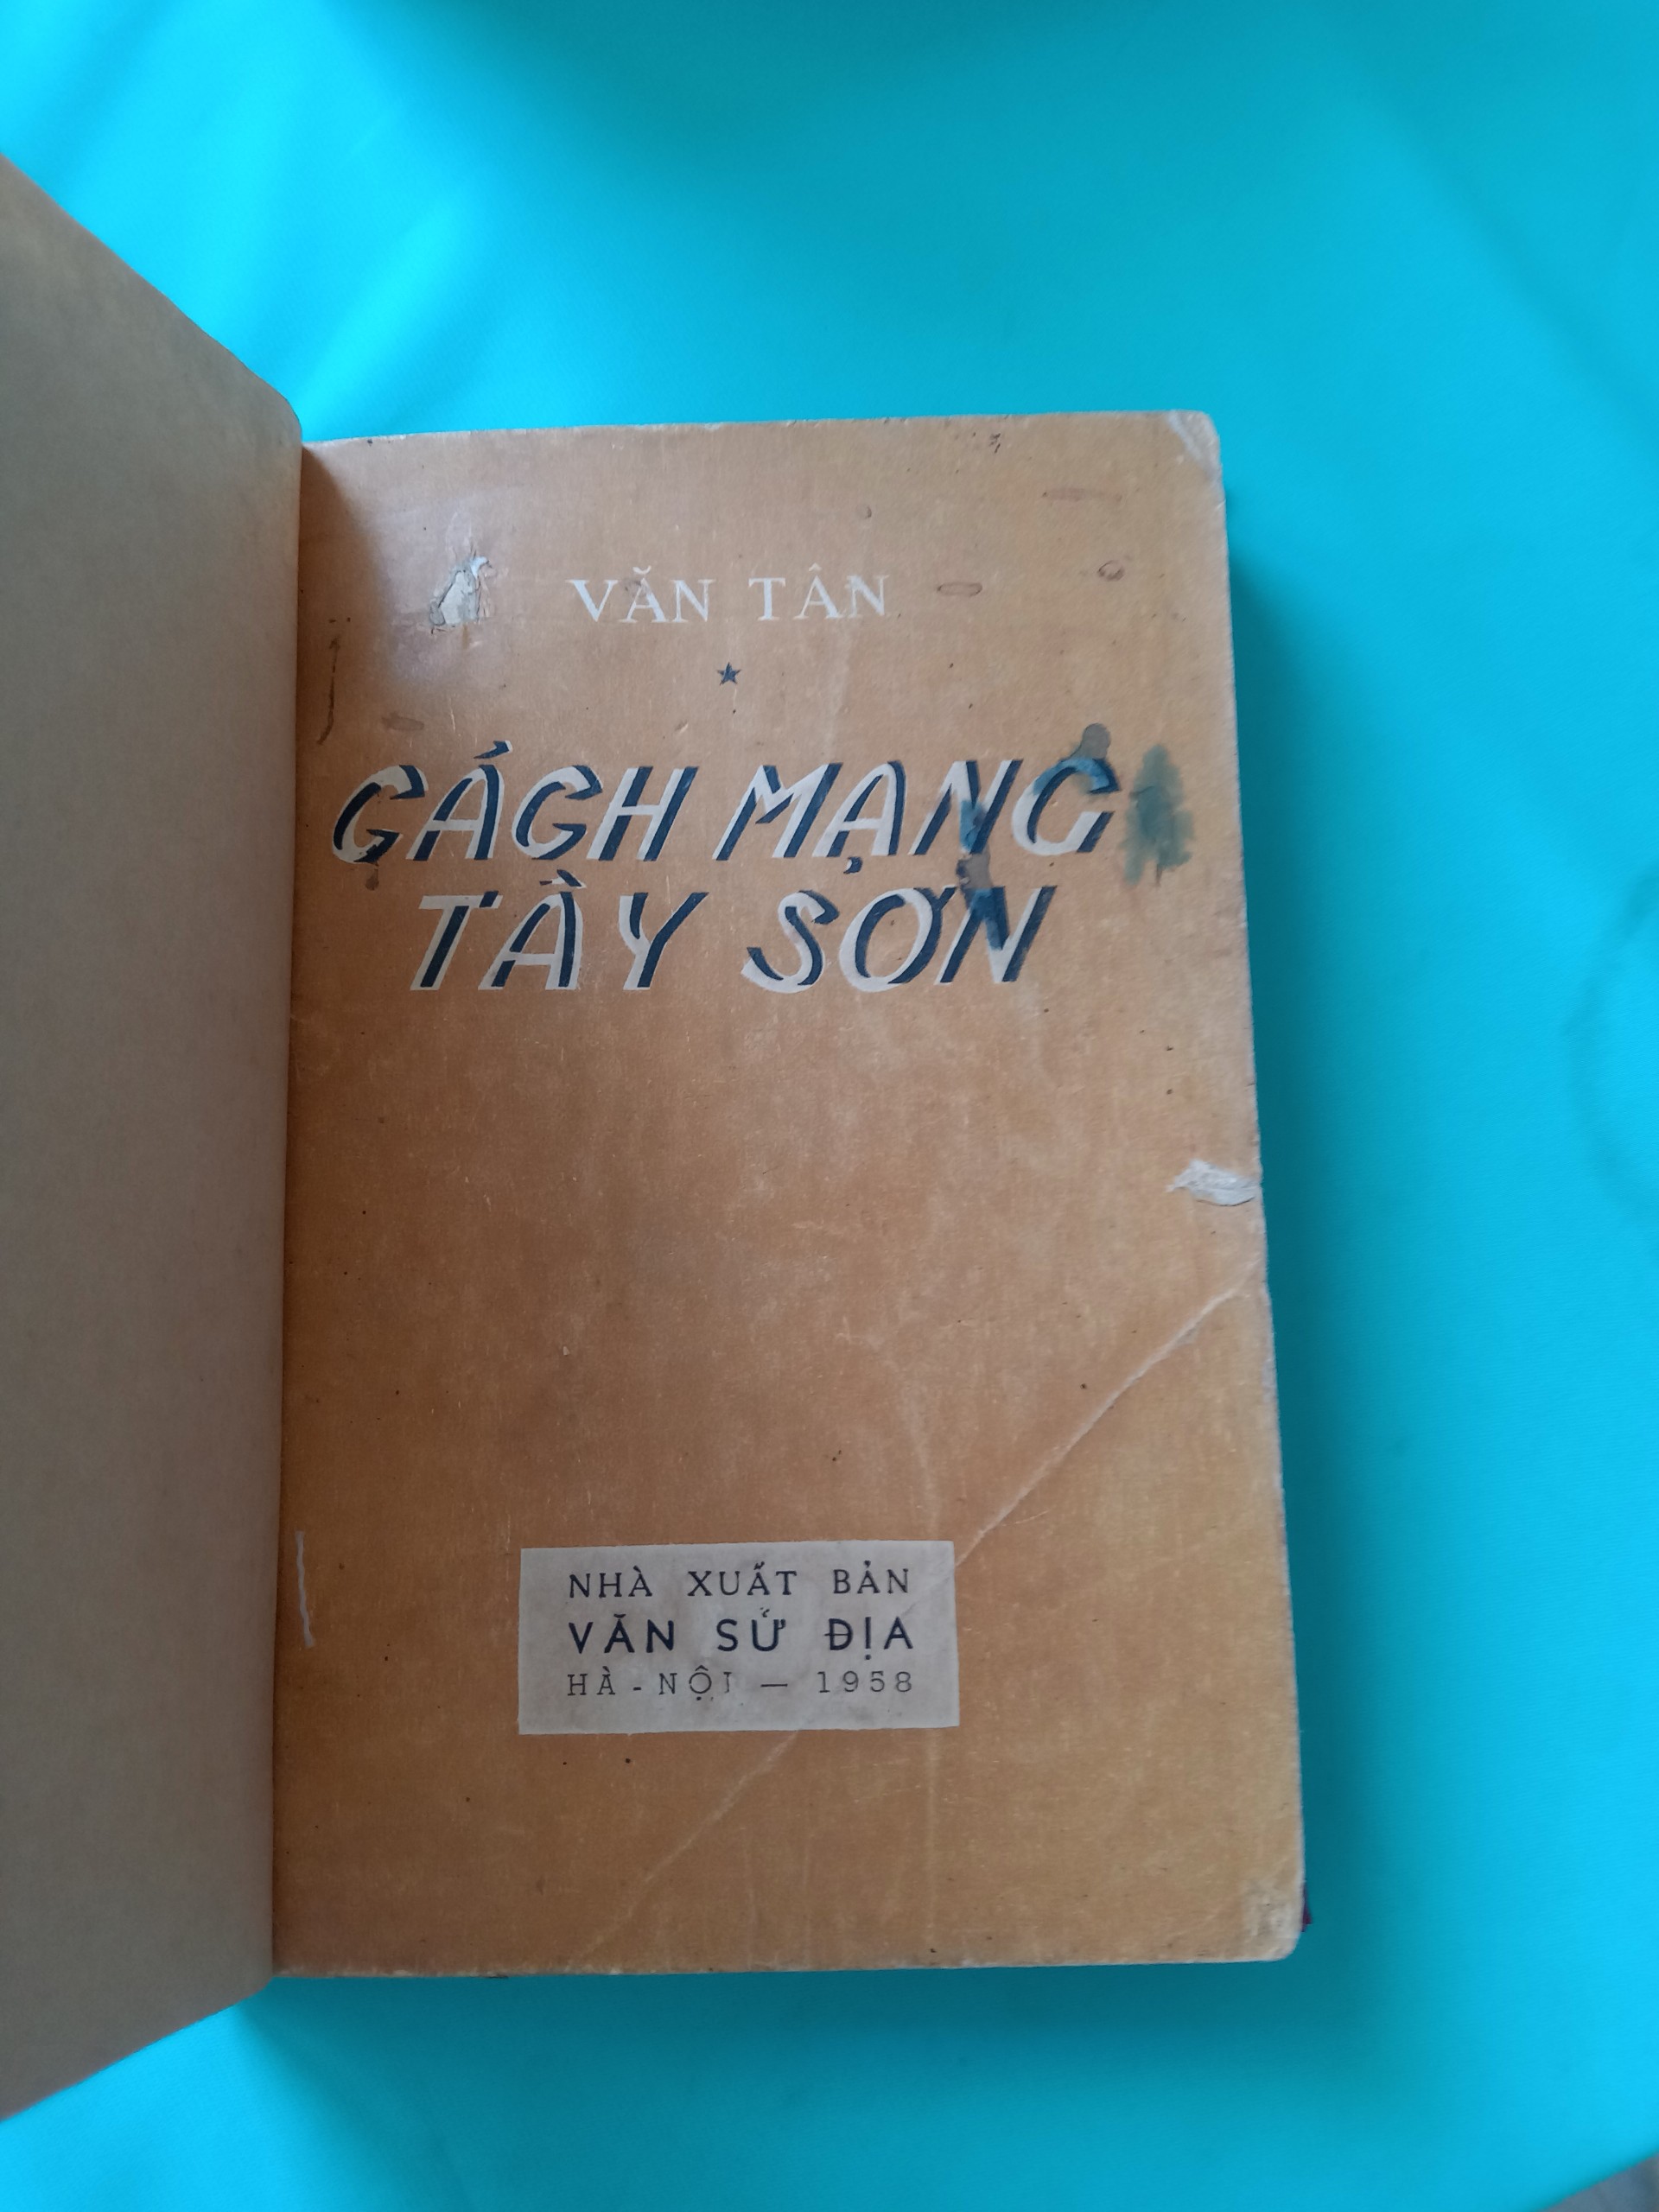 VĂN TÂN
CÁCH MẠNG
TÂY SƠN
NHÀ XUẤT BẢN
VĂN SỬ ĐỊA
HÀ-NỘI — 1958